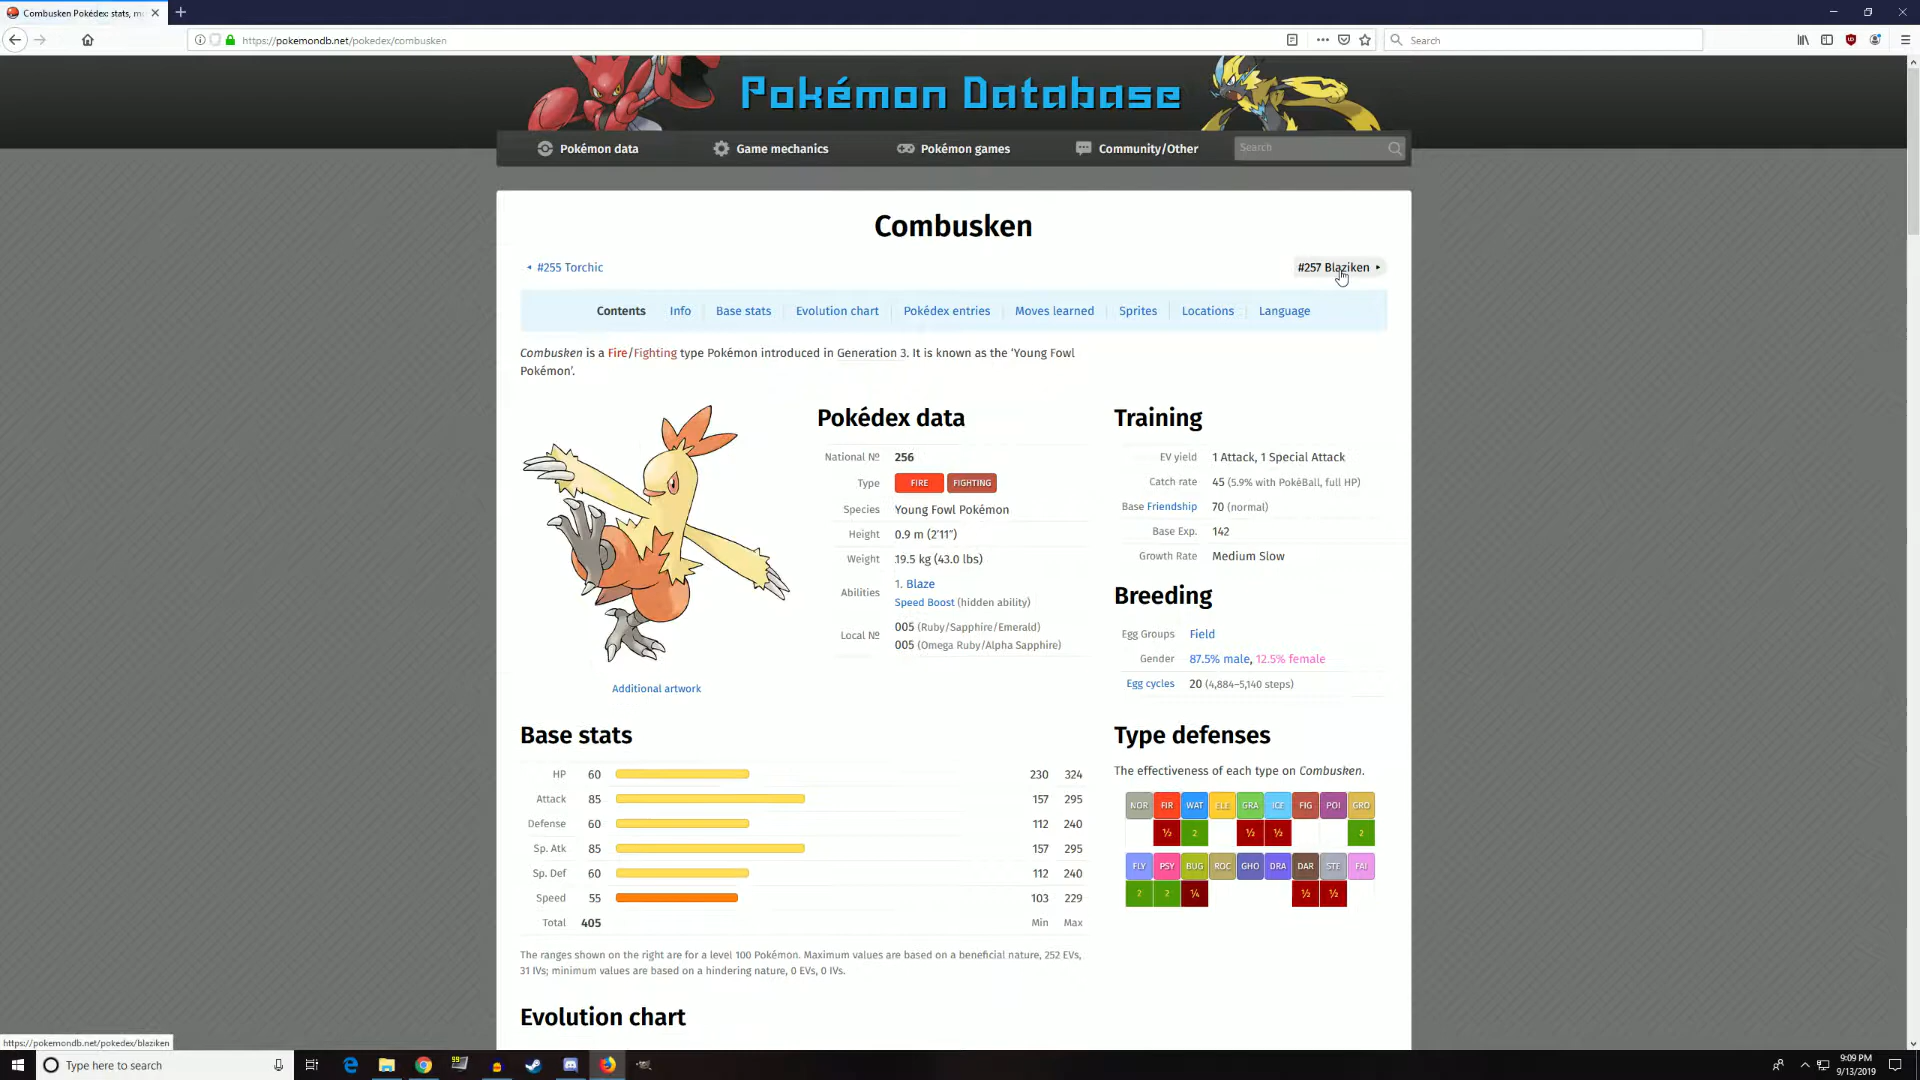 Combusken Pokédex: stats, m
https://pokemondb.net/pokedex/combusken
Search
Pokémon Database
Pokémon data
Game mechanics
Pokémon games
Community/Other
Search
Combusken
#255 Torchic
#257 Blaziken
Contents Info Base stats Evolution chart Pokédex entries Moves learned Sprites Locations Language
Combusken is a Fire/Fighting type Pokémon introduced in Generation 3. It is known as the ‘Young Fowl
Pokémon’.
Additional artwork
Pokédex data
National № 256
Type FIRE FIGHTING
Species Young Fowl Pokémon
Height 0.9 m (2′11″)
Weight 19.5 kg (43.0 lbs)
Abilities 1. Blaze
Speed Boost (hidden ability)
Local № 005 (Ruby/Sapphire/Emerald)
005 (Omega Ruby/Alpha Sapphire)
Training
EV yield 1 Attack, 1 Special Attack
Catch rate 45 (5.9% with PokéBall, full HP)
Base Friendship 70 (normal)
Base Exp. 142
Growth Rate Medium Slow
Breeding
Egg Groups Field
Gender 87.5% male, 12.5% female
Egg cycles 20 (4,884–5,140 steps)
Base stats
HP 60 230 324
Attack 85 157 295
Defense 60 112 240
Sp. Atk 85 157 295
Sp. Def 60 112 240
Speed 55 103 229
Total 405 Min Max
The ranges shown on the right are for a level 100 Pokémon. Maximum values are based on a beneficial nature, 252 EVs,
31 IVs; minimum values are based on a hindering nature, 0 EVs, 0 IVs.
Type defenses
The effectiveness of each type on Combusken.
NOR FIR WAT ELE GRA ICE FIG POI GRO
½ 2 ½ ½ 2
FLY PSY BUG ROC GHO DRA DAR STE FAI
2 2 ¼ ½ ½
Evolution chart
https://pokemondb.net/pokedex/blaziken
Type here to search
99
9:09 PM
9/13/2019